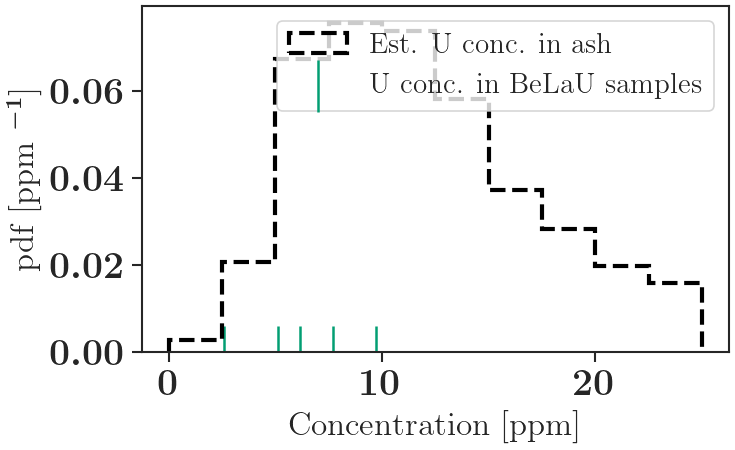 Est. U conc. in ash
U conc. in BeLaU samples
pdf [ppm ⁻¹]
0.06
0.04
0.02
0.00
0 10 20
Concentration [ppm]